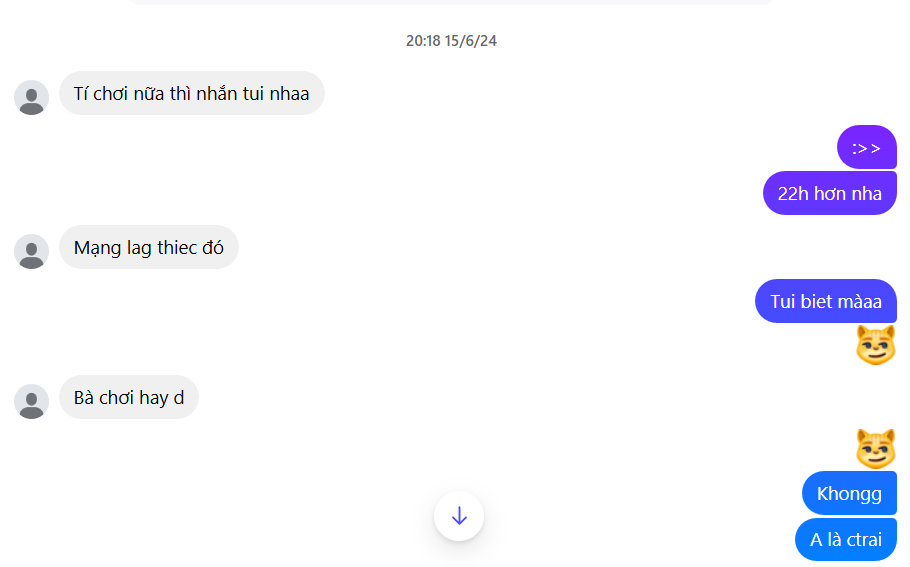 20:18 15/6/24
Tí chơi nữa thì nhắn tui nhaa
:>>
22h hơn nha
Mạng lag thiec đó
Tui biet màaa
Bà chơi hay d
Khongg
A là ctrai